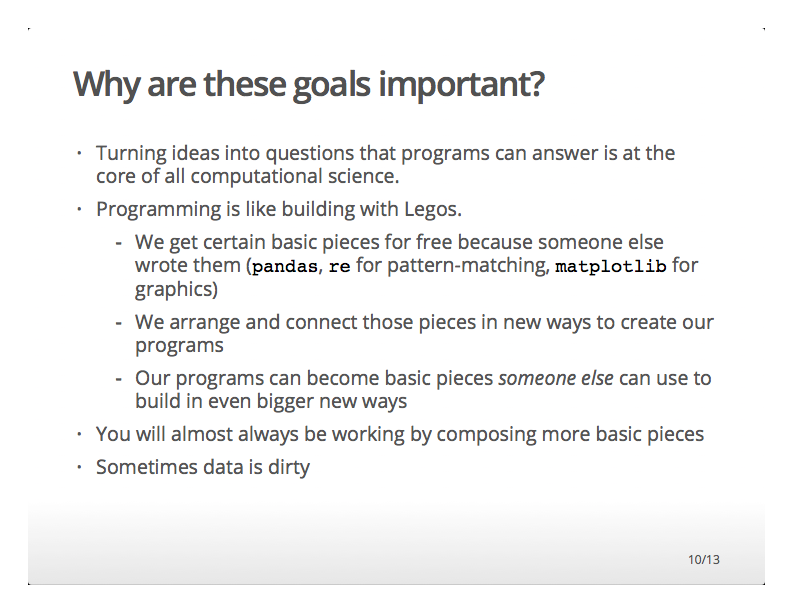 Why are these goals important?
· Turning ideas into questions that programs can answer is at the
core of all computational science.
· Programming is like building with Legos.
- We get certain basic pieces for free because someone else
wrote them (pandas, re for pattern-matching, matplotlib for
graphics)
- We arrange and connect those pieces in new ways to create our
programs
- Our programs can become basic pieces someone else can use to
build in even bigger new ways
· You will almost always be working by composing more basic pieces
· Sometimes data is dirty
10/13